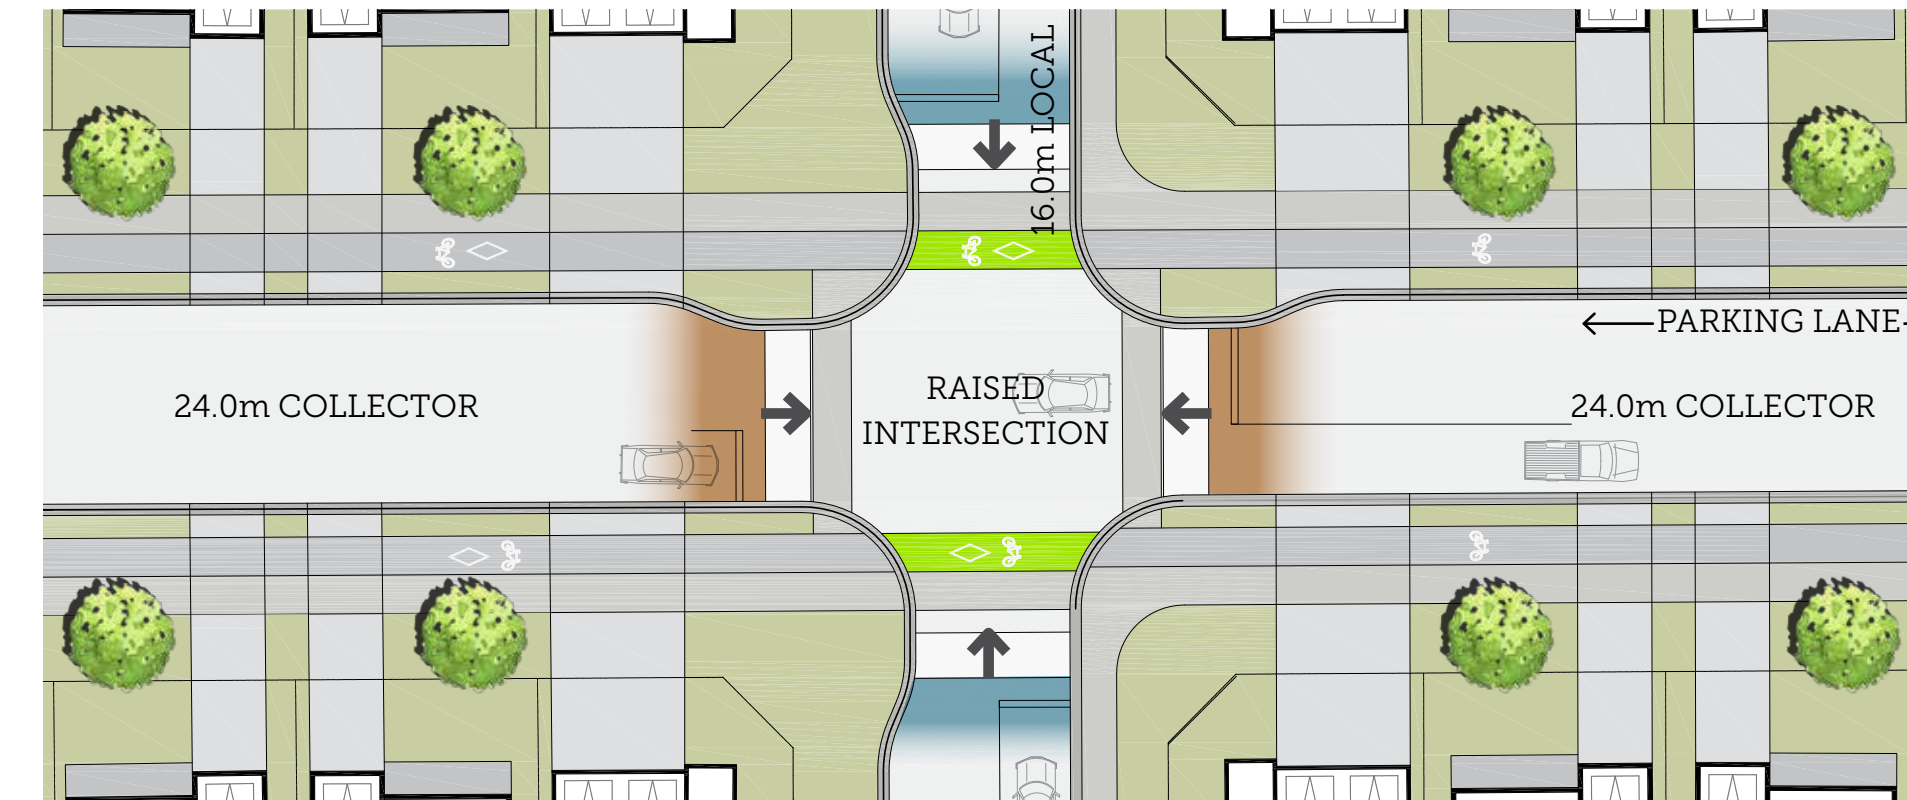 16.0m LOCAL
PARKING LANE
24.0m COLLECTOR
RAISED
INTERSECTION
24.0m COLLECTOR